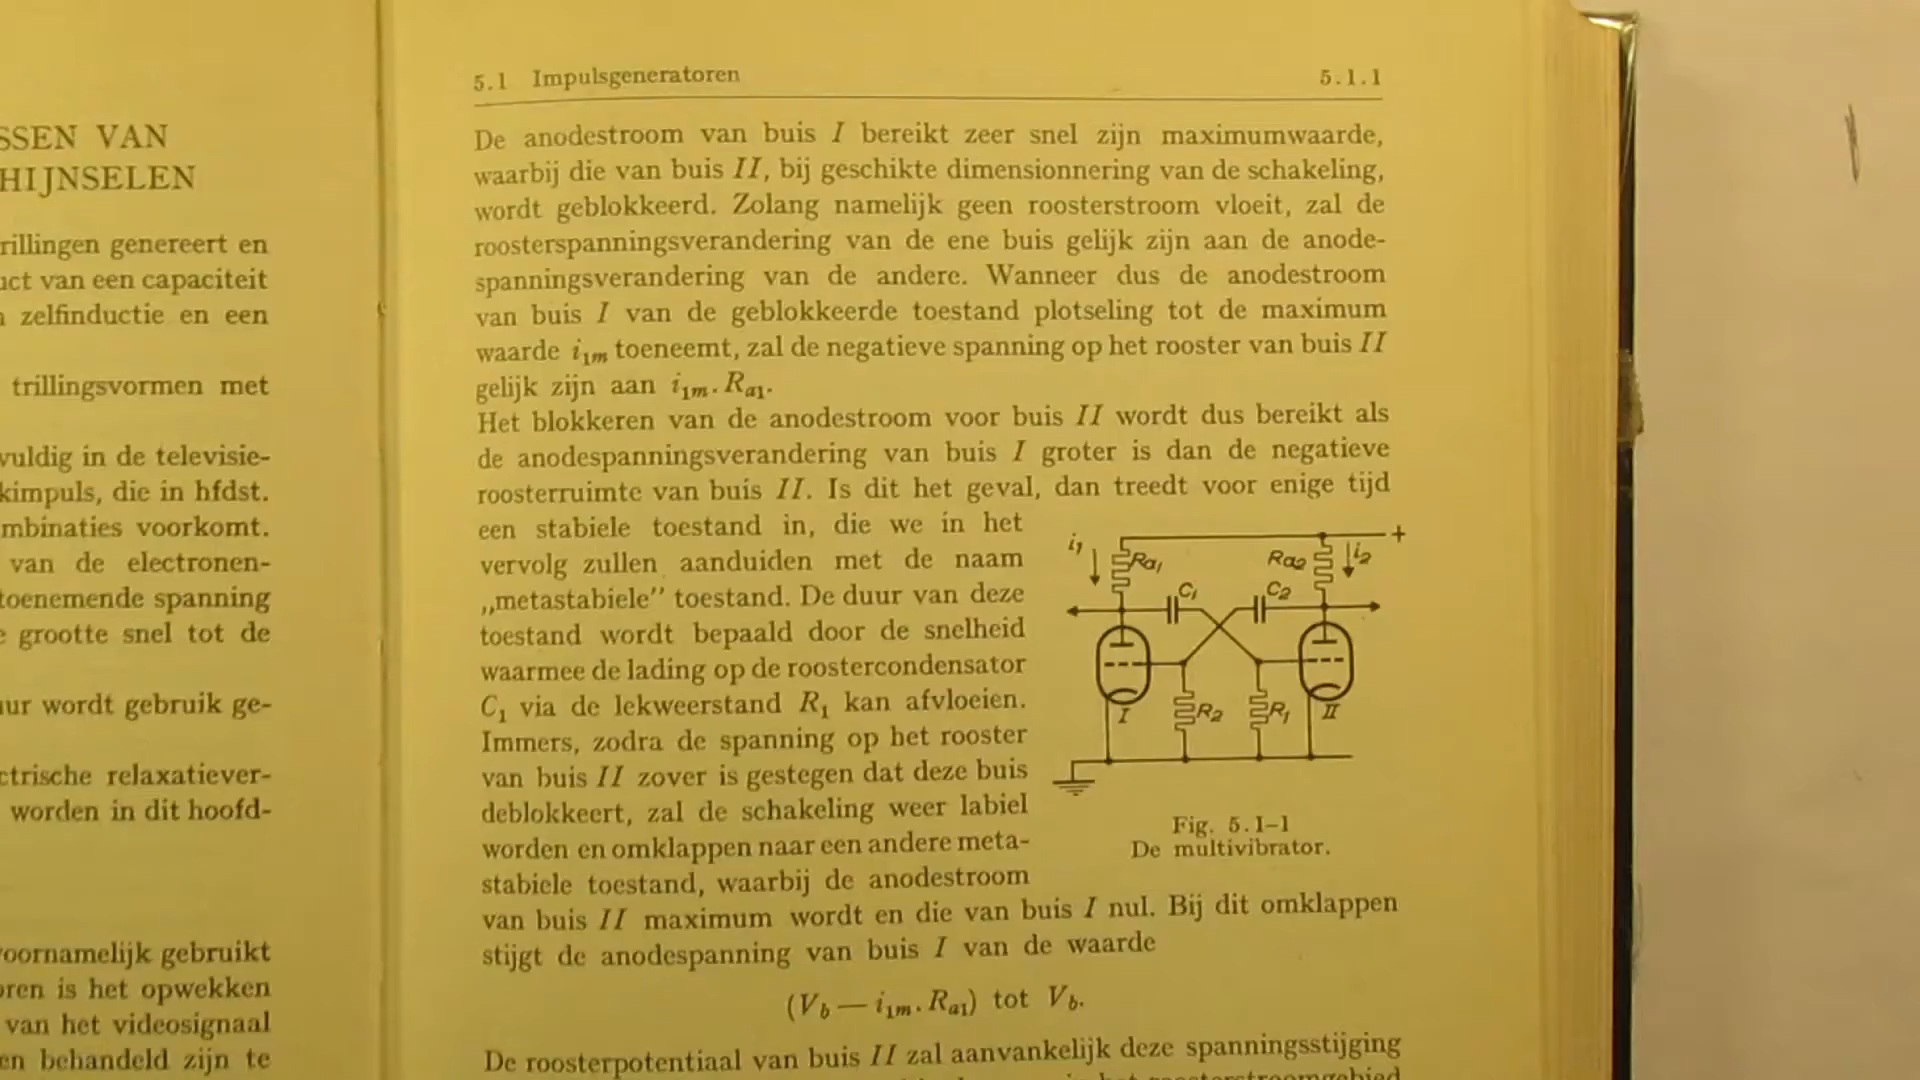 SSEN VAN
HIJNSELEN
rillingen genereert en
uct van een capaciteit
zelfinductie en een
trillingsvormen met
vuldig in de televisie-
kimpuls, die in hfdst.
mbinaties voorkomt.
van de electronen-
toenemende spanning
e grootte snel tot de
uur wordt gebruik ge-
ctrische relaxatiever-
worden in dit hoofd-
voornamelijk gebruikt
oren is het opwekken
van het videosignaal
en behandeld zijn te
5.1 Impulsgeneratoren 5.1.1
De anodestroom van buis I bereikt zeer snel zijn maximumwaarde,
waarbij die van buis II, bij geschikte dimensionnering van de schakeling,
wordt geblokkeerd. Zolang namelijk geen roosterstroom vloeit, zal de
roosterspanningsverandering van de ene buis gelijk zijn aan de anode-
spanningsverandering van de andere. Wanneer dus de anodestroom
van buis I van de geblokkeerde toestand plotseling tot de maximum
waarde i₁ₘ toeneemt, zal de negatieve spanning op het rooster van buis II
gelijk zijn aan i₁ₘ. Rₐ₁.
Het blokkeren van de anodestroom voor buis II wordt dus bereikt als
de anodespanningsverandering van buis I groter is dan de negatieve
roosterruimte van buis II. Is dit het geval, dan treedt voor enige tijd
een stabiele toestand in, die we in het
vervolg zullen aanduiden met de naam
„metastabiele” toestand. De duur van deze
toestand wordt bepaald door de snelheid
waarmee de lading op de roostercondensator
C₁ via de lekweerstand R₁ kan afvloeien.
Immers, zodra de spanning op het rooster
van buis II zover is gestegen dat deze buis
deblokkeert, zal de schakeling weer labiel
worden en omklappen naar een andere meta-
stabiele toestand, waarbij de anodestroom
van buis II maximum wordt en die van buis I nul. Bij dit omklappen
stijgt de anodespanning van buis I van de waarde
(V_b — i₁ₘ. Rₐ₁) tot V_b.
De roosterpotentiaal van buis II zal aanvankelijk deze spanningsstijging
i₁ Ra₁ Ra₂ i₂ +
C₁ C₂
I R₂ R₁ II
Fig. 5.1-1
De multivibrator.